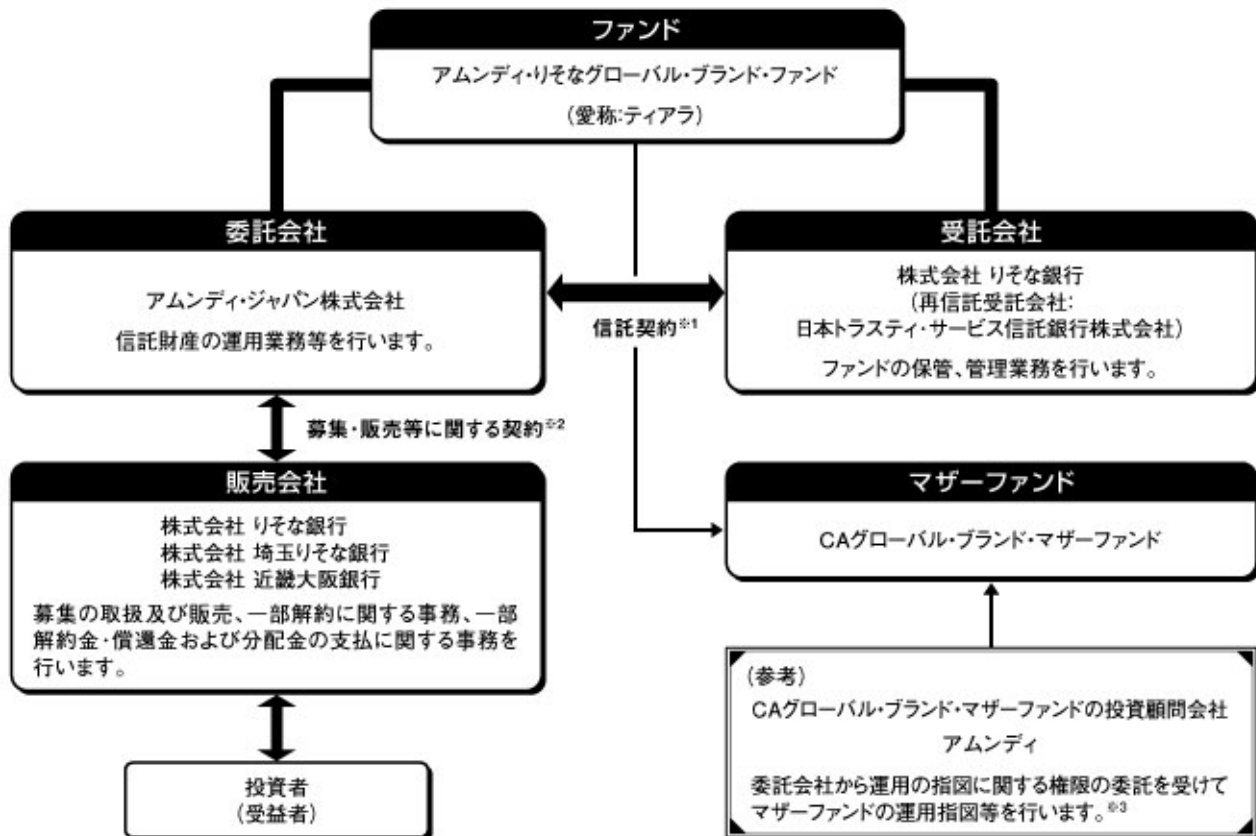 ファンド
アムンディ・りそなグローバル・ブランド・ファンド
(愛称:ティアラ)
委託会社
アムンディ・ジャパン株式会社
信託財産の運用業務等を行います。
信託契約※1
受託会社
株式会社 りそな銀行
(再信託受託会社:
日本トラスティ・サービス信託銀行株式会社)
ファンドの保管、管理業務を行います。
募集・販売等に関する契約※2
販売会社
株式会社 りそな銀行
株式会社 埼玉りそな銀行
株式会社 近畿大阪銀行
募集の取扱及び販売、一部解約に関する事務、一部
解約金・償還金および分配金の支払に関する事務を
行います。
マザーファンド
CAグローバル・ブランド・マザーファンド
投資者
(受益者)
(参考)
CAグローバル・ブランド・マザーファンドの投資顧問会社
アムンディ
委託会社から運用の指図に関する権限の委託を受けて
マザーファンドの運用指図等を行います。※3